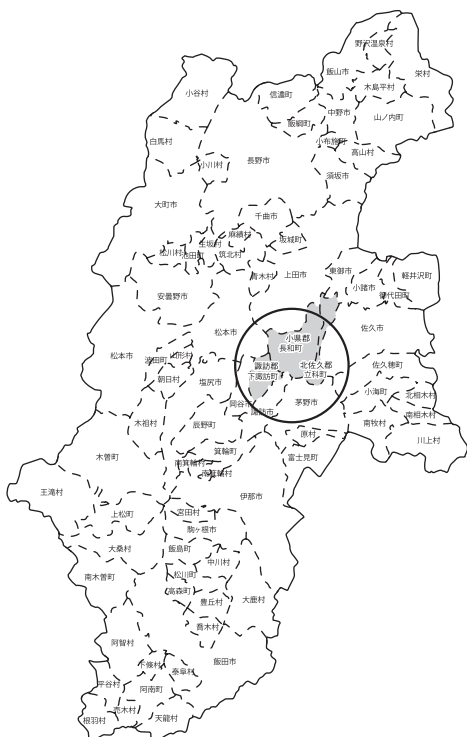 野沢温泉村
飯山市
栄村
小谷村
信濃町
木島平村
中野市
山ノ内町
飯綱町
白馬村
小布施町
高山村
小川村
長野市
須坂市
大町市
千曲市
麻績村
坂城町
生坂村
松川村
池田町
筑北村
青木村
上田市
東御市
軽井沢町
小諸市
御代田町
安曇野市
佐久市
松本市
小県郡
長和町
松本市
山形村
波田町
諏訪郡
下諏訪町
北佐久郡
立科町
佐久穂町
朝日村
塩尻市
小海町
北相木村
岡谷市
諏訪市
茅野市
南相木村
木祖村
辰野町
南牧村
原村
川上村
木曽町
箕輪町
富士見町
南箕輪村
南箕輪村
王滝村
伊那市
上松町
宮田村
駒ヶ根市
大桑村
飯島町
中川村
南木曽町
松川町
高森町
豊丘村
大鹿村
喬木村
阿智村
下條村
泰阜村
飯田市
平谷村
阿南町
売木村
根羽村
天龍村